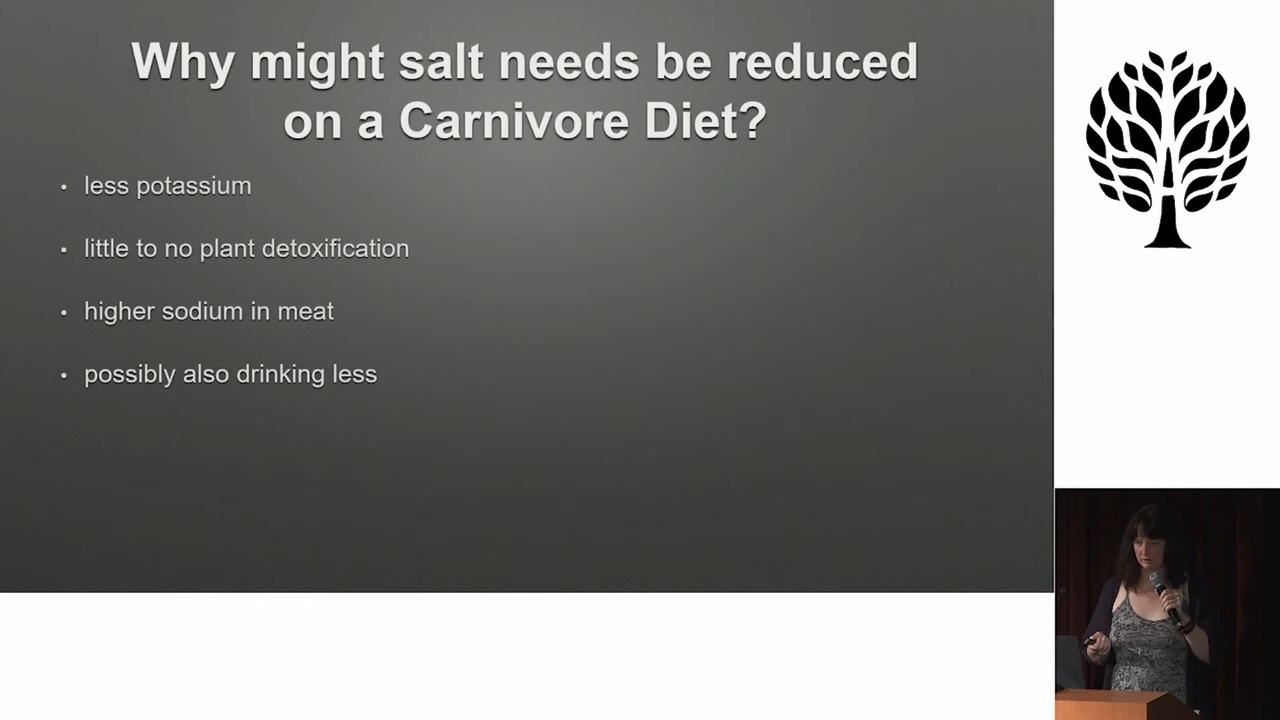 Why might salt needs be reduced
on a Carnivore Diet?
• less potassium
• little to no plant detoxification
• higher sodium in meat
• possibly also drinking less